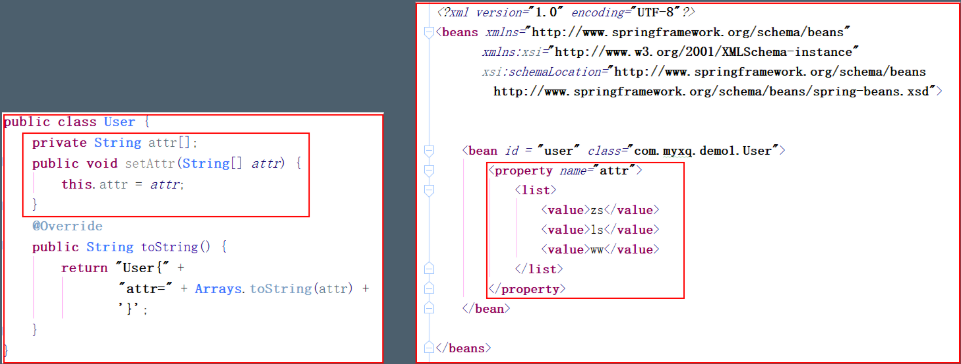 public class User {
private String attr[];
public void setAttr(String[] attr) {
this.attr = attr;
}
@Override
public String toString() {
return "User{" +
"attr=" + Arrays.toString(attr) +
'}';
}
}
<?xml version="1.0" encoding="UTF-8"?>
<beans xmlns="http://www.springframework.org/schema/beans"
xmlns:xsi="http://www.w3.org/2001/XMLSchema-instance"
xsi:schemaLocation="http://www.springframework.org/schema/beans
http://www.springframework.org/schema/beans/spring-beans.xsd">
<bean id = "user" class="com.myxq.demo1.User">
<property name="attr">
<list>
<value>zs</value>
<value>ls</value>
<value>ww</value>
</list>
</property>
</bean>
</beans>